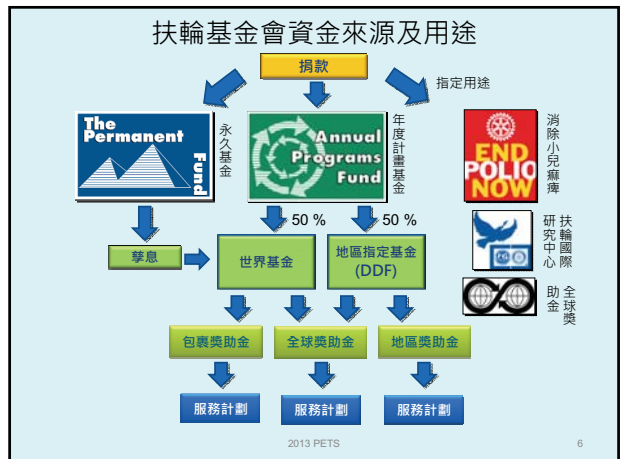 扶輪基金會資金來源及用途
捐款
指定用途
The
Permanent
Fund
永久基金
Annual
Programs
Fund
年度計畫基金
END
POLIO
NOW
消除小兒痲痺
50 %
50 %
孳息
世界基金
地區指定基金
(DDF)
扶輪國際
研究中心
全球獎
助金
包裹獎助金
全球獎助金
地區獎助金
服務計劃
服務計劃
服務計劃
2013 PETS
6